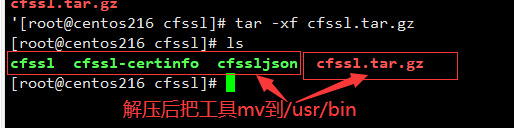 cfssl.tar.gz
'[root@centos216 cfssl]# tar -xf cfssl.tar.gz
[root@centos216 cfssl]# ls
cfssl  cfssl-certinfo  cfssljson  cfssl.tar.gz
[root@centos216 cfssl]#
解压后把工具mv到/usr/bin